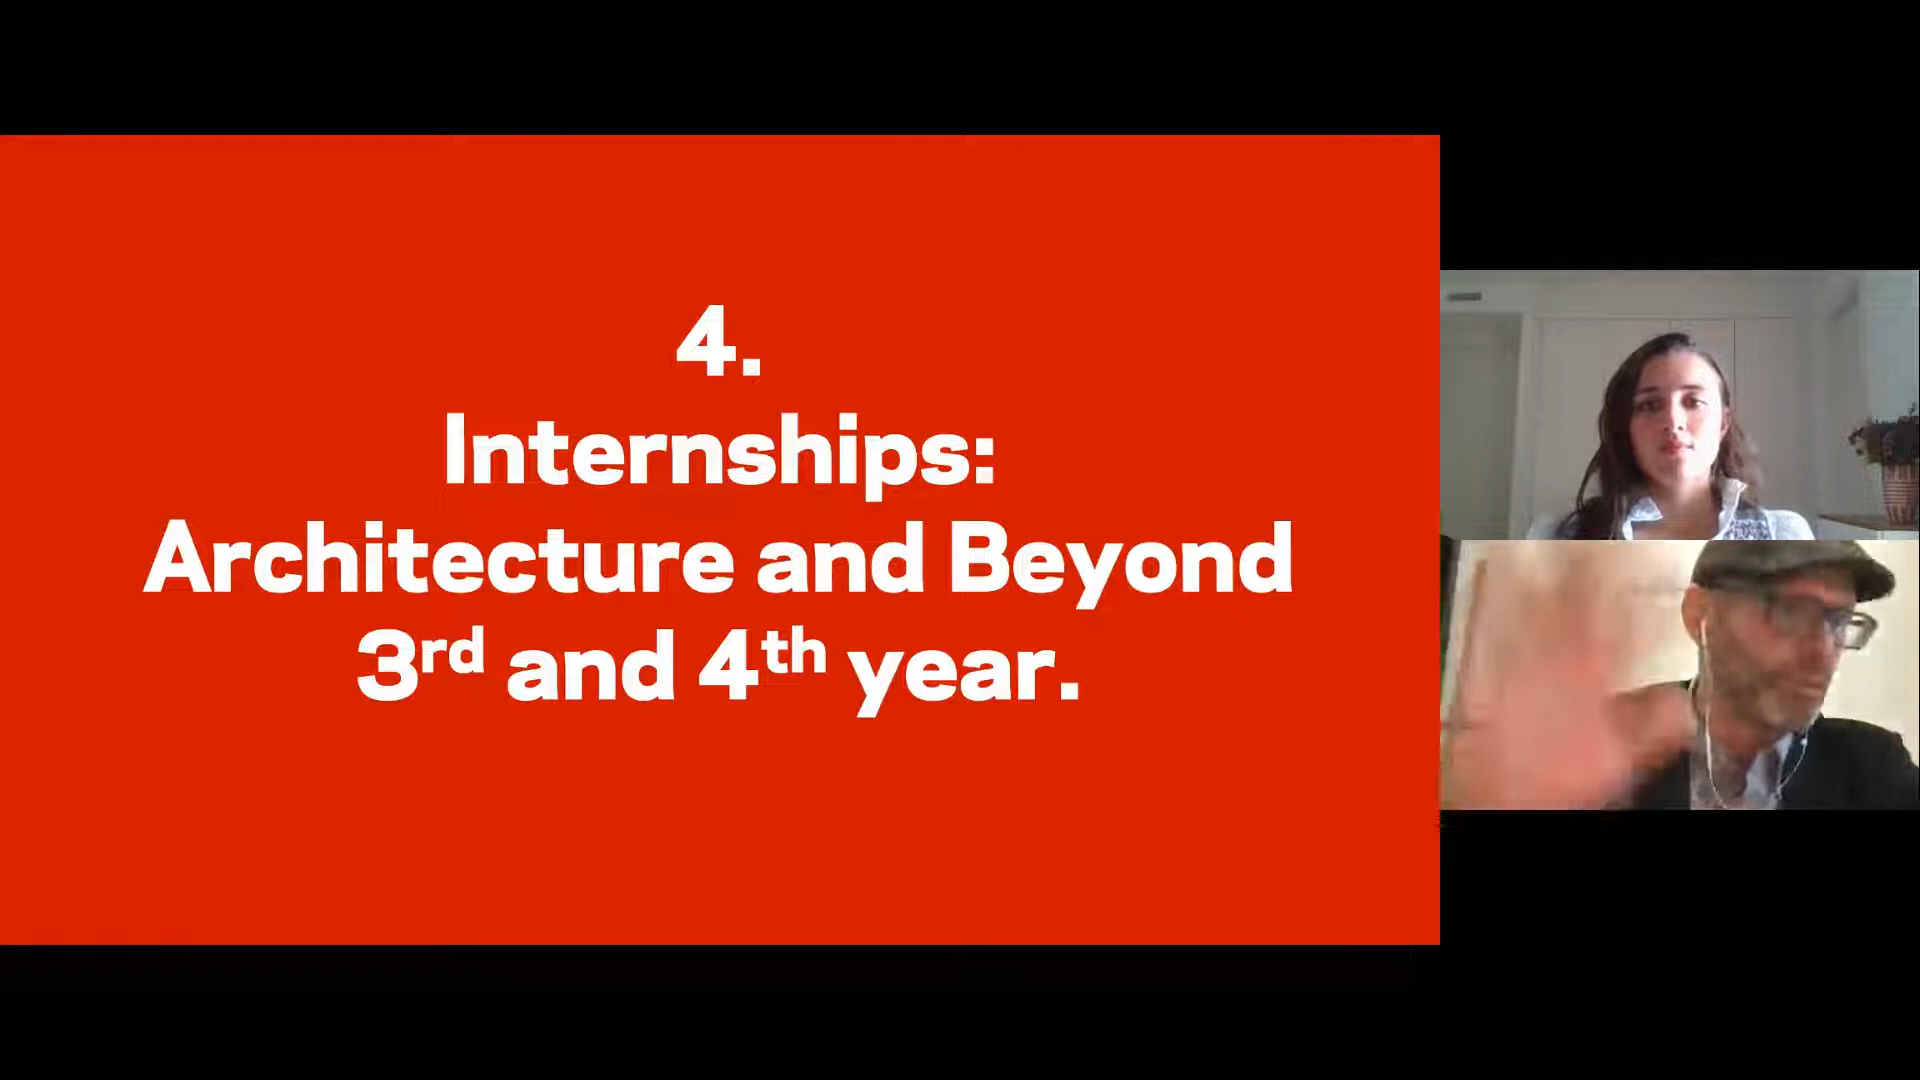 4.
Internships:
Architecture and Beyond
3rd and 4th year.